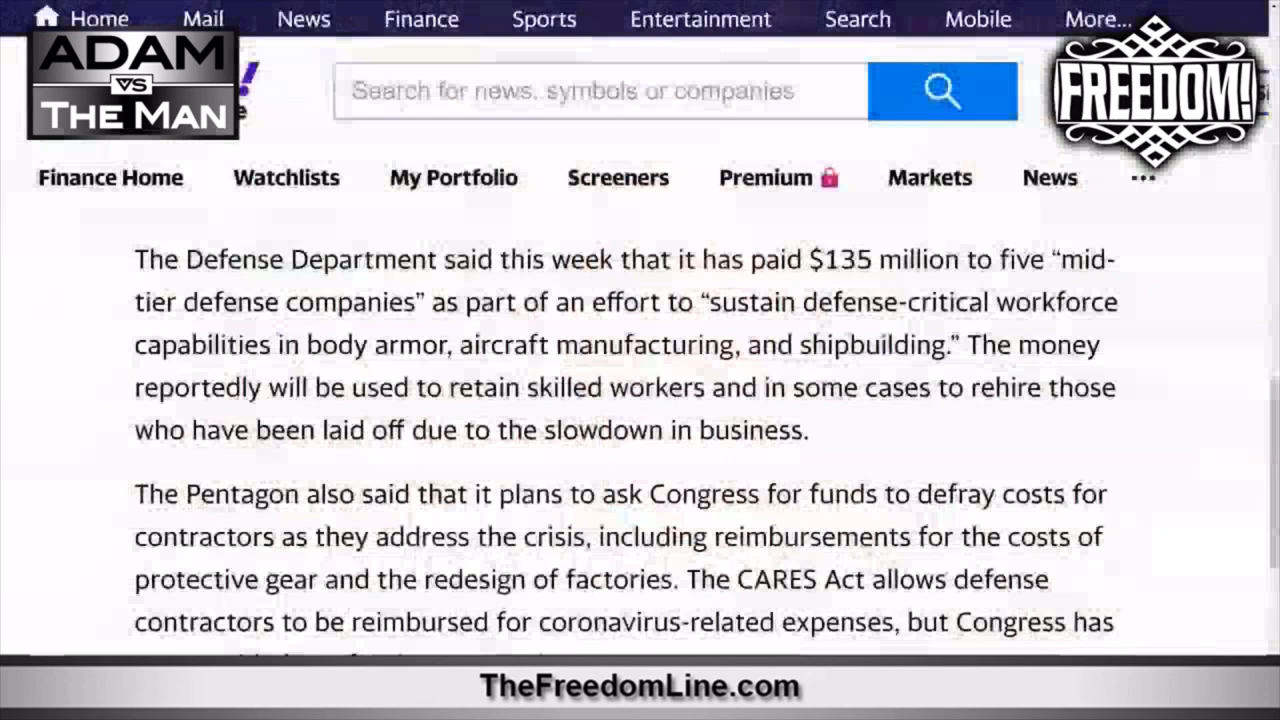 Home Mail News Finance Sports Entertainment Search Mobile More...
ADAM
VS
THE MAN
FREEDOM!
Search for news, symbols or companies
Finance Home Watchlists My Portfolio Screeners Premium Markets News ...
The Defense Department said this week that it has paid $135 million to five “mid-
tier defense companies” as part of an effort to “sustain defense-critical workforce
capabilities in body armor, aircraft manufacturing, and shipbuilding.” The money
reportedly will be used to retain skilled workers and in some cases to rehire those
who have been laid off due to the slowdown in business.
The Pentagon also said that it plans to ask Congress for funds to defray costs for
contractors as they address the crisis, including reimbursements for the costs of
protective gear and the redesign of factories. The CARES Act allows defense
contractors to be reimbursed for coronavirus-related expenses, but Congress has
TheFreedomLine.com